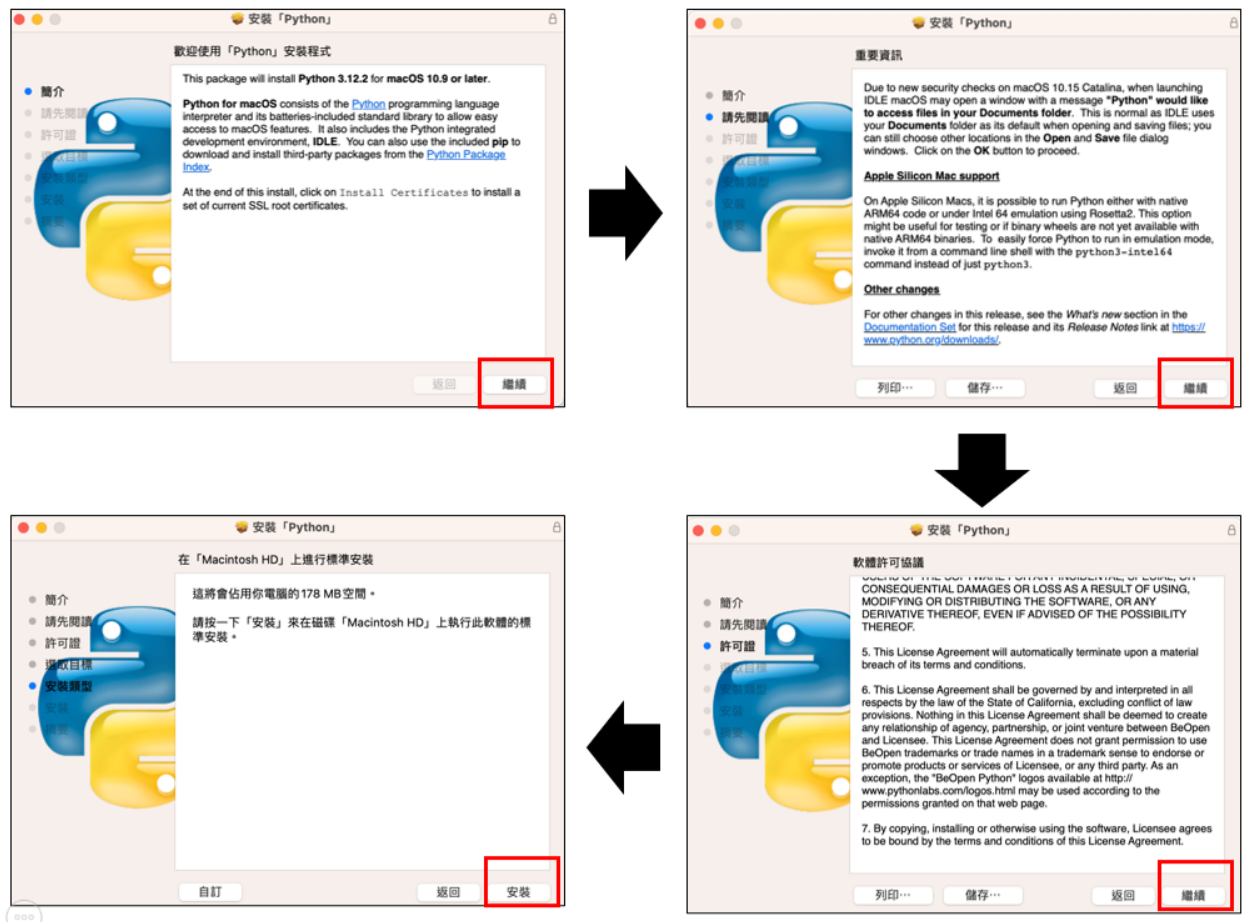 安裝「Python」
歡迎使用「Python」安裝程式
簡介
請先閱讀
許可證
選取目標
安裝類型
安裝
摘要
This package will install Python 3.12.2 for macOS 10.9 or later.
Python for macOS consists of the Python programming language
interpreter and its batteries-included standard library to allow easy
access to macOS features. It also includes the Python integrated
development environment, IDLE. You can also use the included pip to
download and install third-party packages from the Python Package
Index.
At the end of this install, click on Install Certificates to install a
set of current SSL root certificates.
返回
繼續
安裝「Python」
重要資訊
簡介
請先閱讀
許可證
選取目標
安裝類型
安裝
摘要
Due to new security checks on macOS 10.15 Catalina, when launching
IDLE macOS may open a window with a message "Python" would like
to access files in your Documents folder. This is normal as IDLE uses
your Documents folder as its default when opening and saving files; you
can still choose other locations in the Open and Save file dialog
windows. Click on the OK button to proceed.
Apple Silicon Mac support
On Apple Silicon Macs, it is possible to run Python either with native
ARM64 code or under Intel 64 emulation using Rosetta2. This option
might be useful for testing or if binary wheels are not yet available with
native ARM64 binaries. To easily force Python to run in emulation mode,
invoke it from a command line shell with the python3-intel64
command instead of just python3.
Other changes
For other changes in this release, see the What's new section in the
Documentation Set for this release and its Release Notes link at https://
www.python.org/downloads/.
列印…
儲存…
返回
繼續
安裝「Python」
軟體許可協議
簡介
請先閱讀
許可證
選取目標
安裝類型
安裝
摘要
USERS OF THE SOFTWARE FOR ANY INCIDENTAL, SPECIAL, OR
CONSEQUENTIAL DAMAGES OR LOSS AS A RESULT OF USING,
MODIFYING OR DISTRIBUTING THE SOFTWARE, OR ANY
DERIVATIVE THEREOF, EVEN IF ADVISED OF THE POSSIBILITY
THEREOF.
5. This License Agreement will automatically terminate upon a material
breach of its terms and conditions.
6. This License Agreement shall be governed by and interpreted in all
respects by the law of the State of California, excluding conflict of law
provisions. Nothing in this License Agreement shall be deemed to create
any relationship of agency, partnership, or joint venture between BeOpen
and Licensee. This License Agreement does not grant permission to use
BeOpen trademarks or trade names in a trademark sense to endorse or
promote products or services of Licensee, or any third party. As an
exception, the "BeOpen Python" logos available at http://
www.pythonlabs.com/logos.html may be used according to the
permissions granted on that web page.
7. By copying, installing or otherwise using the software, Licensee agrees
to be bound by the terms and conditions of this License Agreement.
列印…
儲存…
返回
繼續
安裝「Python」
在「Macintosh HD」上進行標準安裝
簡介
請先閱讀
許可證
選取目標
安裝類型
安裝
摘要
這將會佔用你電腦的178 MB空間。
請按一下「安裝」來在磁碟「Macintosh HD」上執行此軟體的標
準安裝。
自訂
返回
安裝